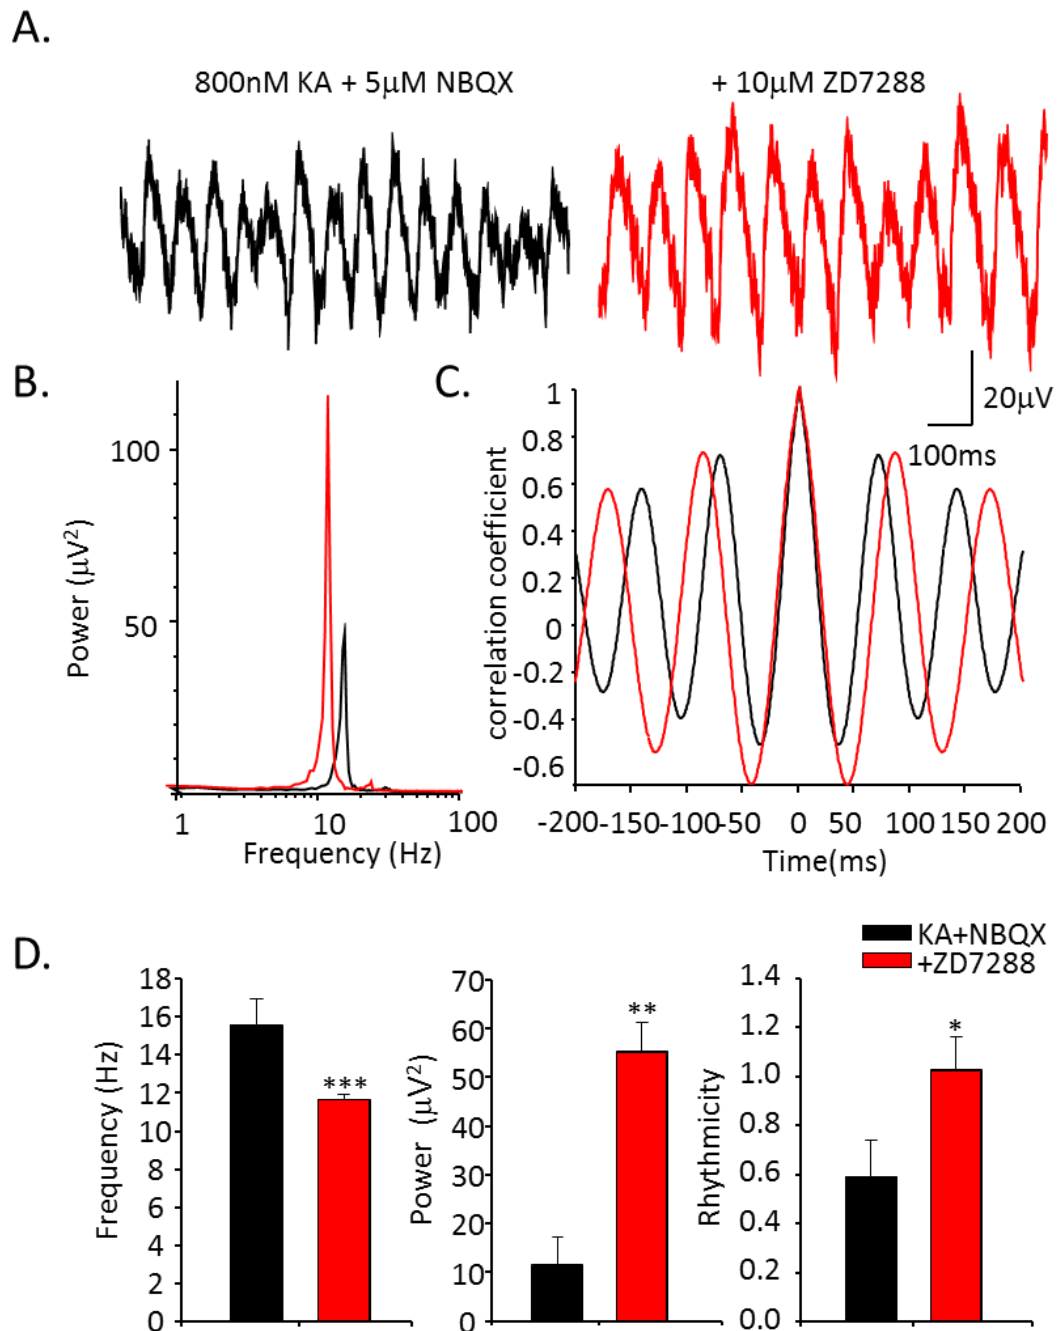 A.
800nM KA + 5μM NBQX
+ 10μM ZD7288
B.
100
50
Power (μV²)
1
10
100
Frequency (Hz)
C.
20μV
100ms
1
0.8
0.6
0.4
0.2
0
-0.2
-0.4
-0.6
correlation coefficient
-200 -150 -100 -50 0 50 100 150 200
Time(ms)
KA+NBQX
+ZD7288
D.
18
16
14
12
10
8
6
4
2
0
Frequency (Hz)
***
70
60
50
40
30
20
10
0
Power (μV²)
**
1.4
1.2
1.0
0.8
0.6
0.4
0.2
0.0
Rhythmicity
*